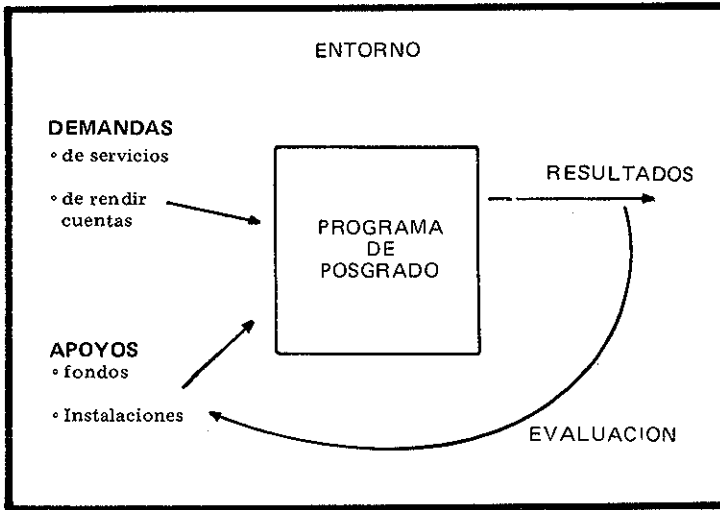 ENTORNO
DEMANDAS
° de servicios
° de rendir
cuentas
PROGRAMA
DE
POSGRADO
RESULTADOS
APOYOS
° fondos
° Instalaciones
EVALUACION